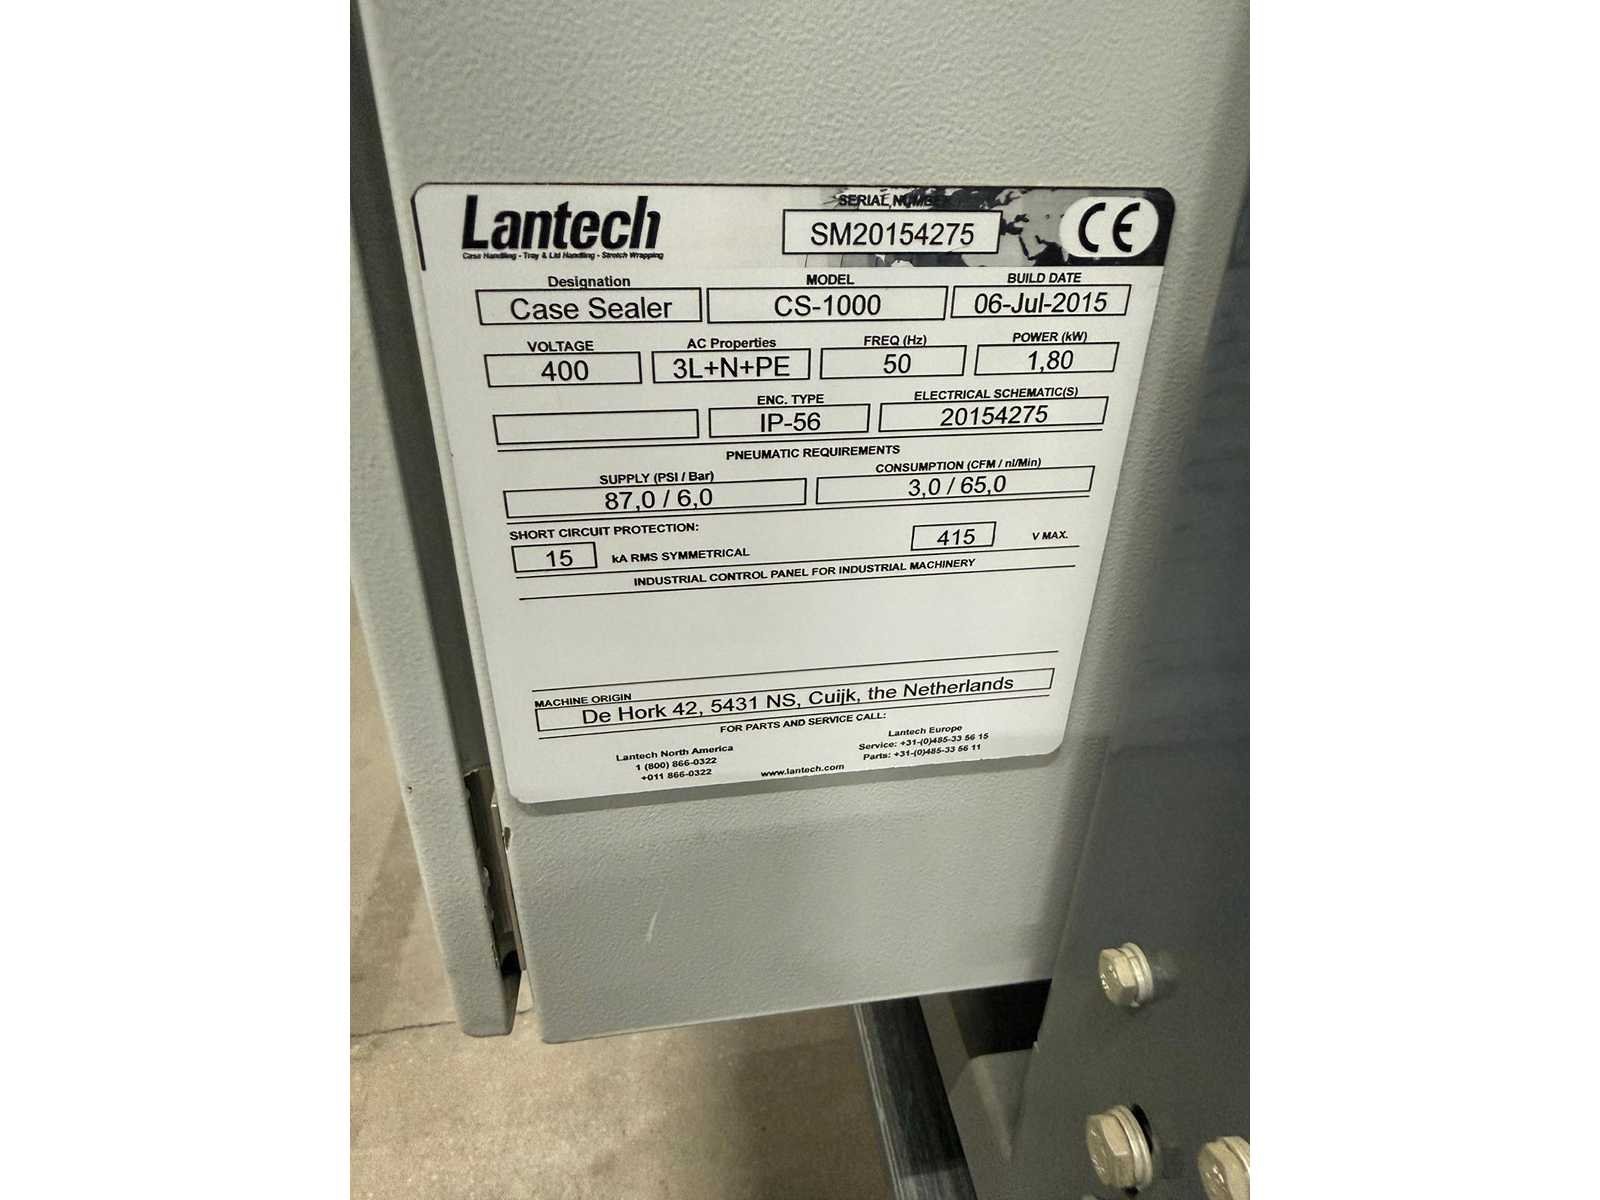 Lantech
Case Handling - Tray & Lid Handling - Stretch Wrapping
SERIAL NUMBER
SM20154275
CE
Designation MODEL BUILD DATE
Case Sealer CS-1000 06-Jul-2015
VOLTAGE AC Properties FREQ (Hz) POWER (kW)
400 3L+N+PE 50 1,80
ENC. TYPE ELECTRICAL SCHEMATIC(S)
IP-56 20154275
PNEUMATIC REQUIREMENTS
SUPPLY (PSI / Bar) CONSUMPTION (CFM / nl/Min)
87,0 / 6,0 3,0 / 65,0
SHORT CIRCUIT PROTECTION:
15 kA RMS SYMMETRICAL 415 V MAX.
INDUSTRIAL CONTROL PANEL FOR INDUSTRIAL MACHINERY
MACHINE ORIGIN
De Hork 42, 5431 NS, Cuijk, the Netherlands
FOR PARTS AND SERVICE CALL:
Lantech North America
1 (800) 866-0322
+011 866-0322
www.lantech.com
Lantech Europe
Service: +31-(0)485-33 56 15
Parts: +31-(0)485-33 56 11